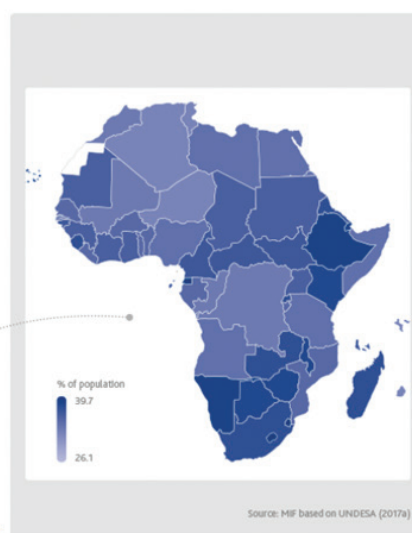 % of population
39.7
26.1
Source: MIF based on UNDESA (2017a)